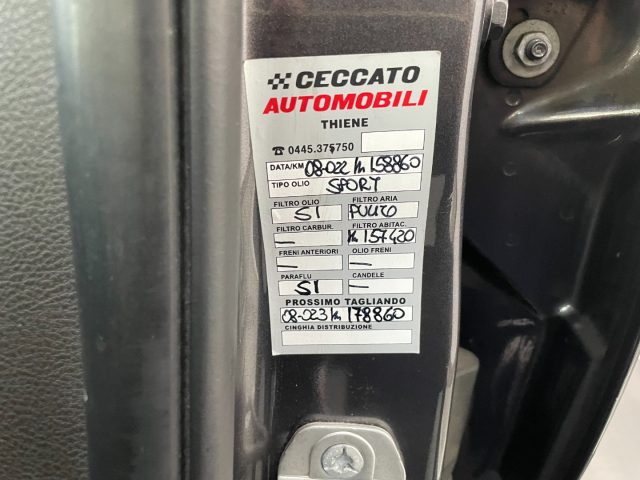 CECCATO
AUTOMOBILI
THIENE
☎ 0445.375750
DATA/KM 08-022 Km 158860
TIPO OLIO SPORT
FILTRO OLIO FILTRO ARIA
SI PULITO
FILTRO CARBUR. FILTRO ABITAC.
— Km 157420
FRENI ANTERIORI OLIO FRENI
— —
PARAFLU CANDELE
SI —
PROSSIMO TAGLIANDO
08-023 Km 178860
CINGHIA DISTRIBUZIONE